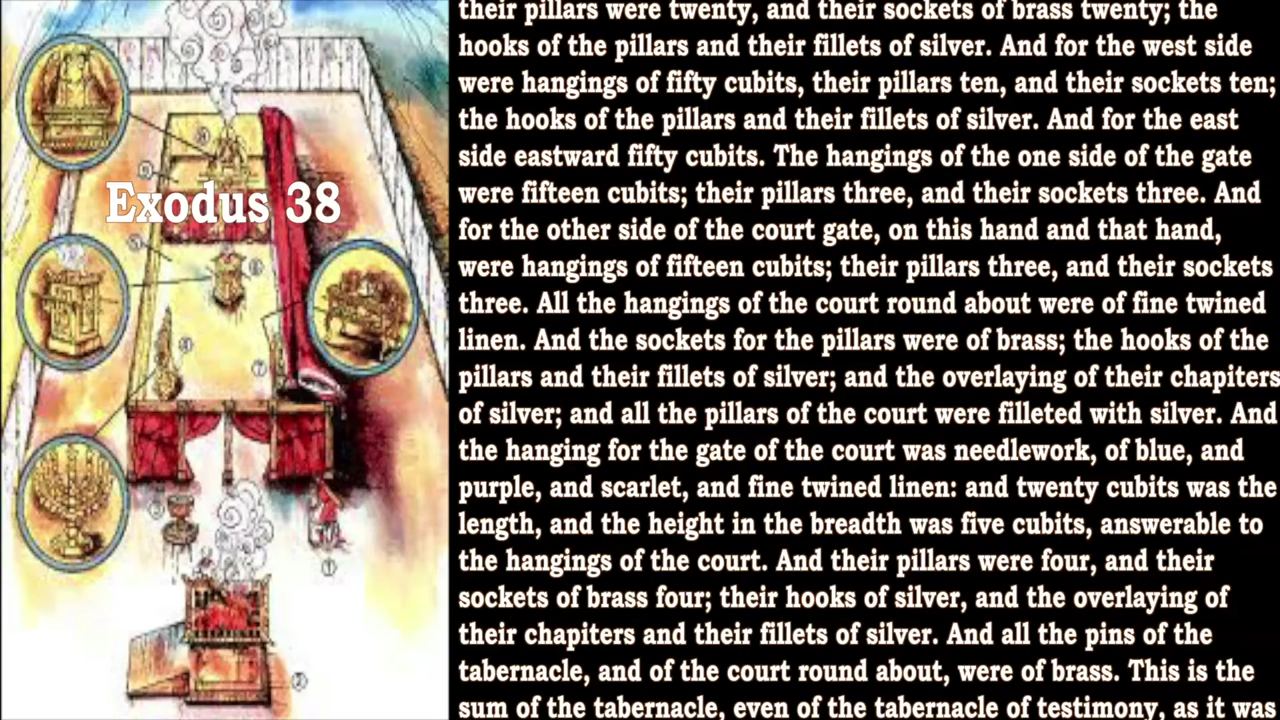 Exodus 38
their pillars were twenty, and their sockets of brass twenty; the
hooks of the pillars and their fillets of silver. And for the west side
were hangings of fifty cubits, their pillars ten, and their sockets ten;
the hooks of the pillars and their fillets of silver. And for the east
side eastward fifty cubits. The hangings of the one side of the gate
were fifteen cubits; their pillars three, and their sockets three. And
for the other side of the court gate, on this hand and that hand,
were hangings of fifteen cubits; their pillars three, and their sockets
three. All the hangings of the court round about were of fine twined
linen. And the sockets for the pillars were of brass; the hooks of the
pillars and their fillets of silver; and the overlaying of their chapiters
of silver; and all the pillars of the court were filleted with silver. And
the hanging for the gate of the court was needlework, of blue, and
purple, and scarlet, and fine twined linen: and twenty cubits was the
length, and the height in the breadth was five cubits, answerable to
the hangings of the court. And their pillars were four, and their
sockets of brass four; their hooks of silver, and the overlaying of
their chapiters and their fillets of silver. And all the pins of the
tabernacle, and of the court round about, were of brass. This is the
sum of the tabernacle, even of the tabernacle of testimony, as it was